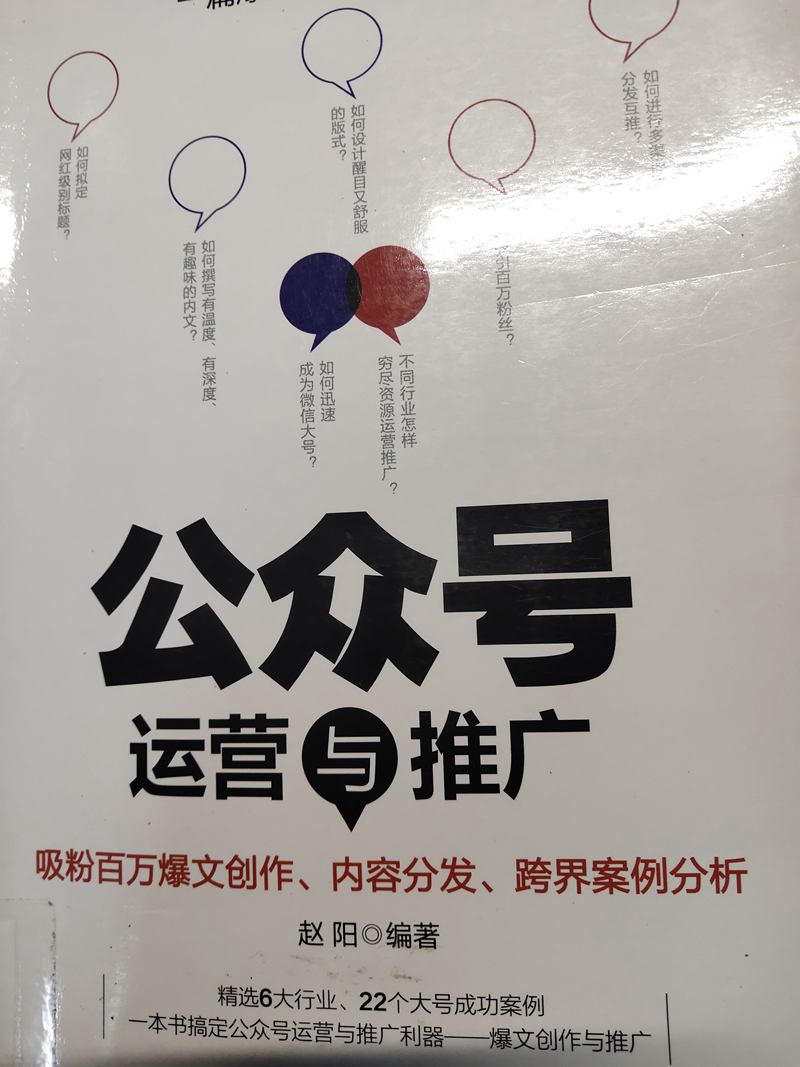 如何拟定
网红级别标题？
如何撰写有温度、有深度、
有趣味的内文？
如何设计醒目又舒服
的版式？
如何迅速
成为微信大号？
不同行业怎样
穷尽资源运营推广？
引百万粉丝？
如何进行多渠
分发互推？
公众号
运营与推广
吸粉百万爆文创作、内容分发、跨界案例分析
赵阳◎编著
精选6大行业、22个大号成功案例
一本书搞定公众号运营与推广利器——爆文创作与推广